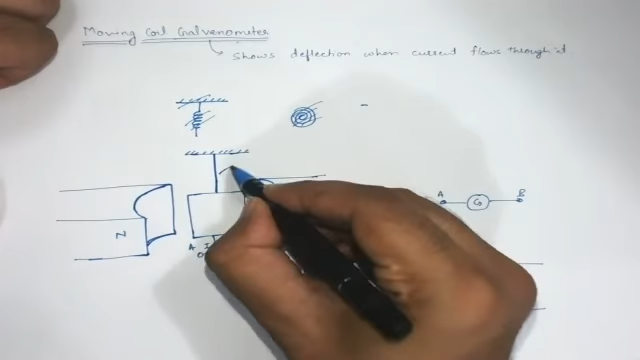 Moving Coil Galvenometer
Shows deflection when current flows through it
A G B
N
A I